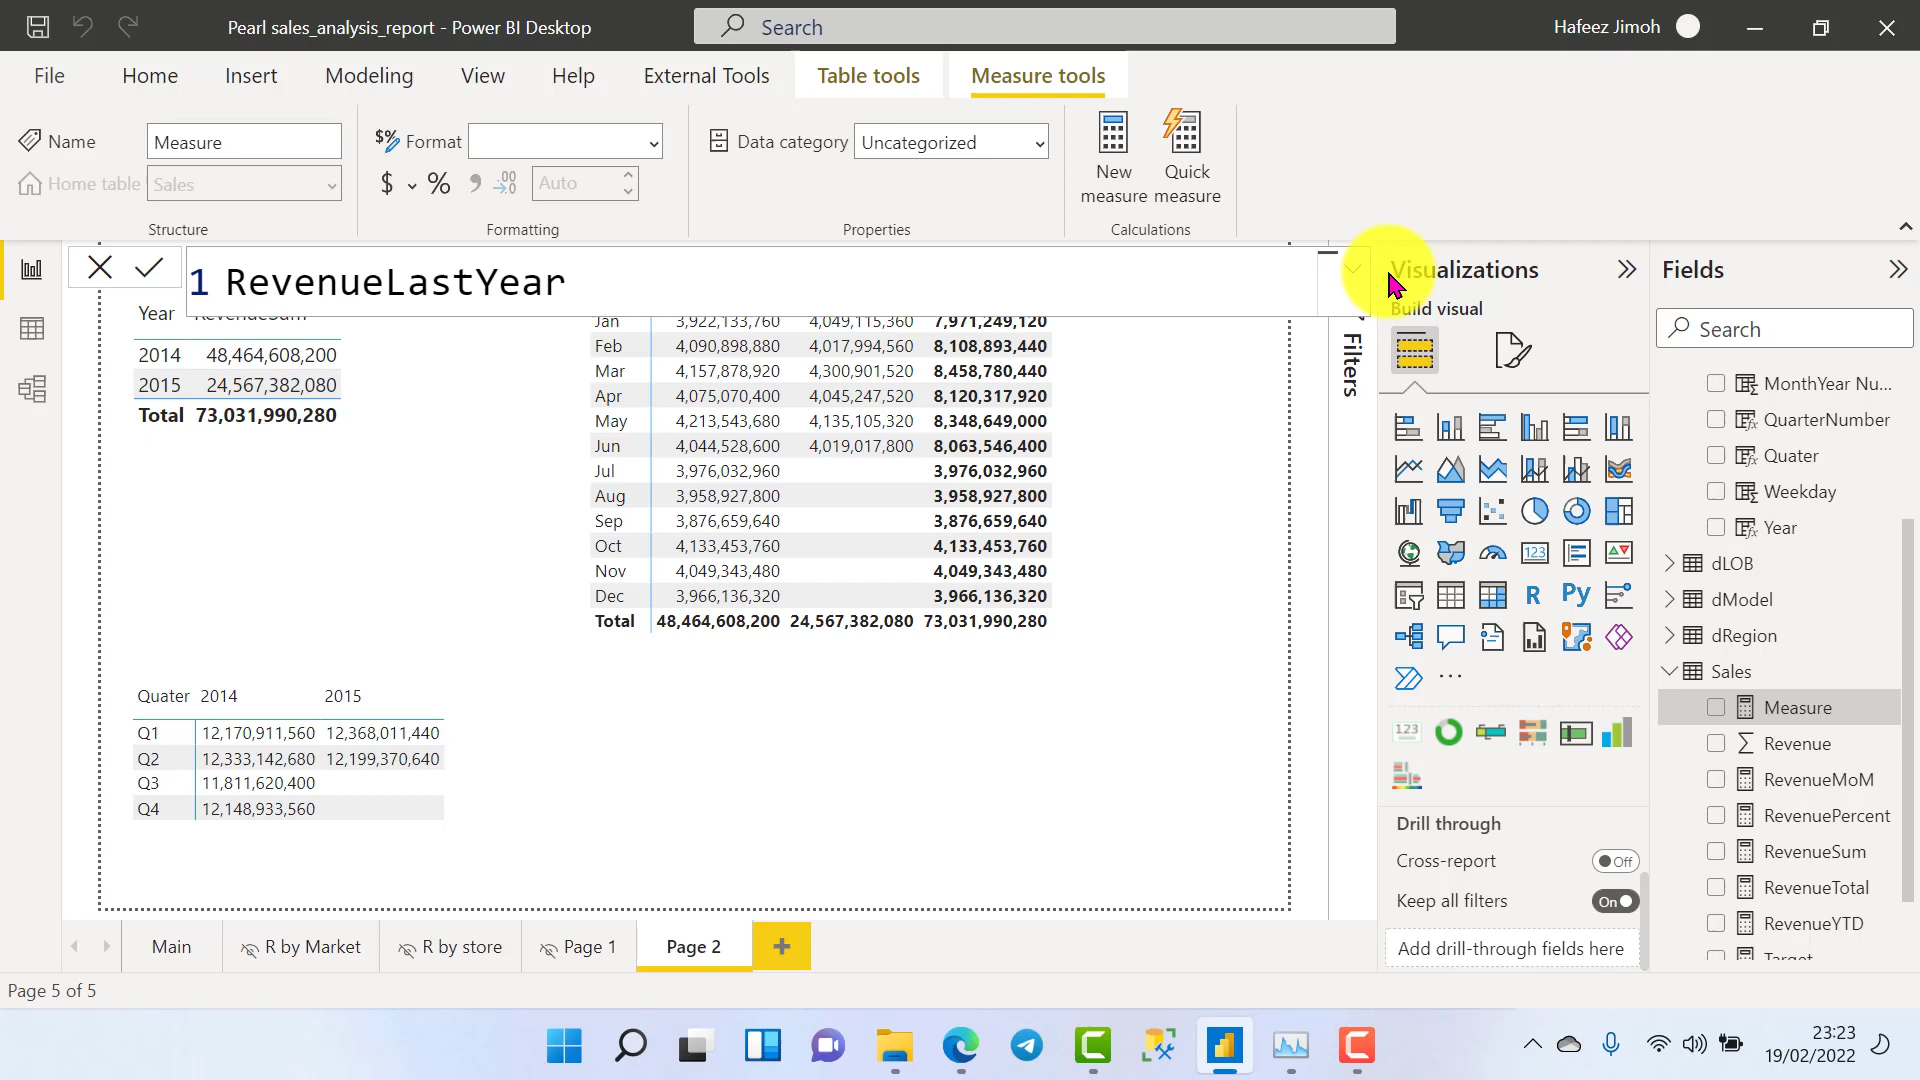 Pearl sales_analysis_report - Power BI Desktop
Search
Hafeez Jimoh
File Home Insert Modeling View Help External Tools Table tools Measure tools
Name Measure
Home table Sales
Structure
Format
$ % Auto
Formatting
Data category Uncategorized
Properties
New measure
Quick measure
Calculations
1 RevenueLastYear
Year
2014 48,464,608,200
2015 24,567,382,080
Total 73,031,990,280
Jan 3,922,133,760 4,049,115,360 7,971,249,120
Feb 4,090,898,880 4,017,994,560 8,108,893,440
Mar 4,157,878,920 4,300,901,520 8,458,780,440
Apr 4,075,070,400 4,045,247,520 8,120,317,920
May 4,213,543,680 4,135,105,320 8,348,649,000
Jun 4,044,528,600 4,019,017,800 8,063,546,400
Jul 3,976,032,960 3,976,032,960
Aug 3,958,927,800 3,958,927,800
Sep 3,876,659,640 3,876,659,640
Oct 4,133,453,760 4,133,453,760
Nov 4,049,343,480 4,049,343,480
Dec 3,966,136,320 3,966,136,320
Total 48,464,608,200 24,567,382,080 73,031,990,280
Quater 2014 2015
Q1 12,170,911,560 12,368,011,440
Q2 12,333,142,680 12,199,370,640
Q3 11,811,620,400
Q4 12,148,933,560
Filters
Visualizations
Build visual
123
R Py
123
Drill through
Cross-report Off
Keep all filters On
Add drill-through fields here
Fields
Search
MonthYear Nu...
QuarterNumber
Quater
Weekday
Year
dLOB
dModel
dRegion
Sales
Measure
Revenue
RevenueMoM
RevenuePercent
RevenueSum
RevenueTotal
RevenueYTD
Target
Main R by Market R by store Page 1 Page 2
Page 5 of 5
23:23
19/02/2022